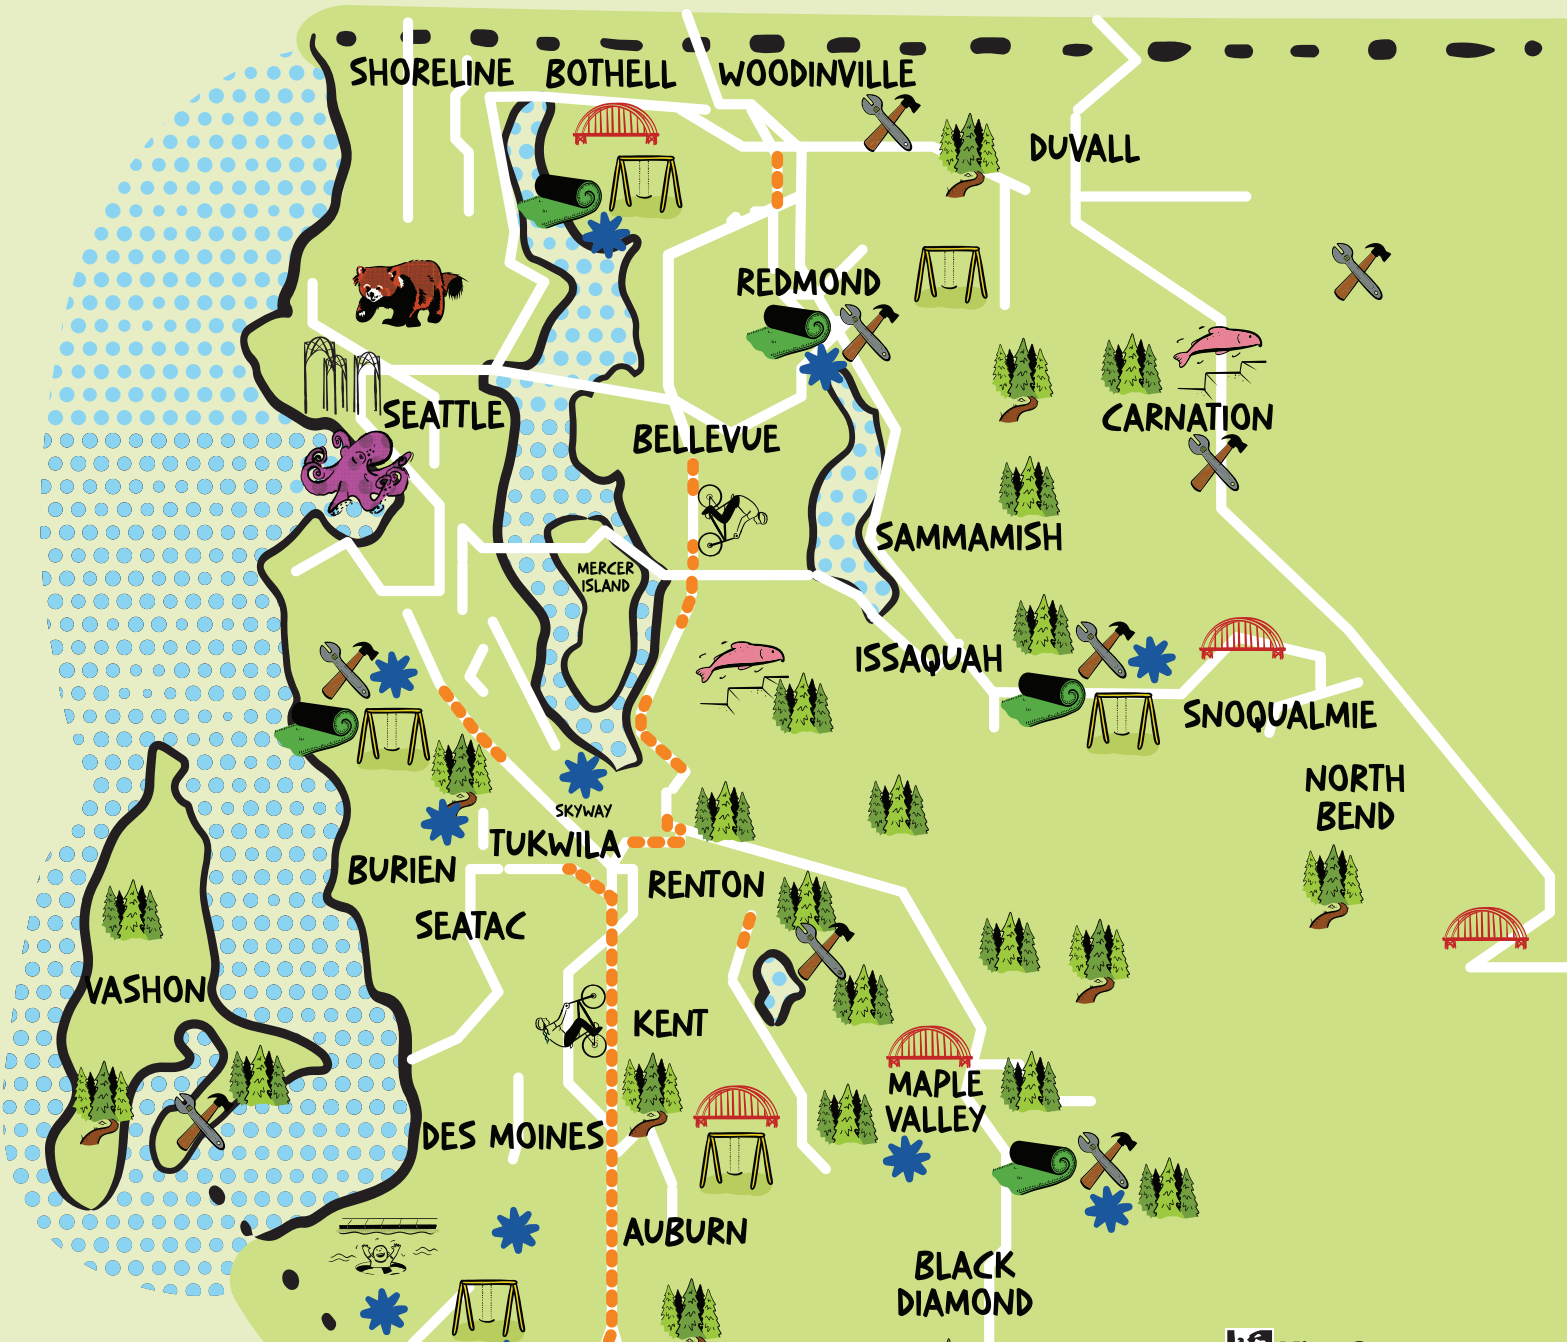 SHORELINE
BOTHELL
WOODINVILLE
DUVALL
REDMOND
SEATTLE
CARNATION
BELLEVUE
SAMMAMISH
MERCER
ISLAND
ISSAQUAH
SNOQUALMIE
NORTH
BEND
SKYWAY
TUKWILA
BURIEN
RENTON
SEATAC
VASHON
KENT
MAPLE
VALLEY
DES MOINES
AUBURN
BLACK
DIAMOND